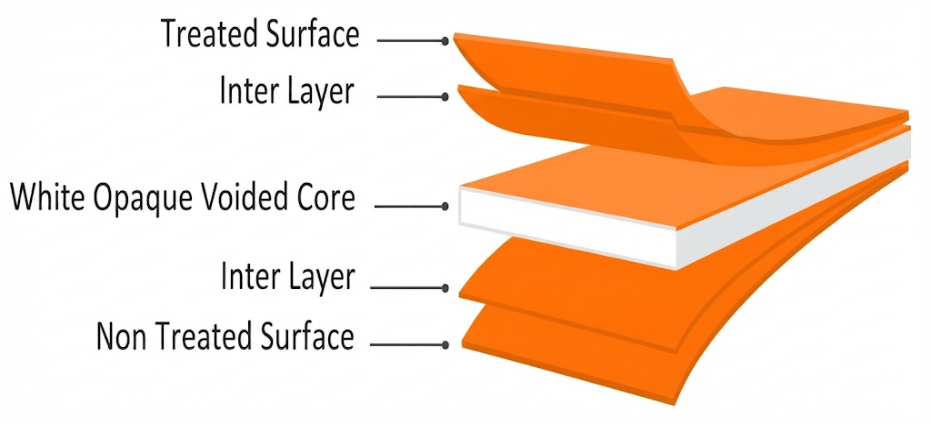 Treated Surface
Inter Layer
White Opaque Voided Core
Inter Layer
Non Treated Surface